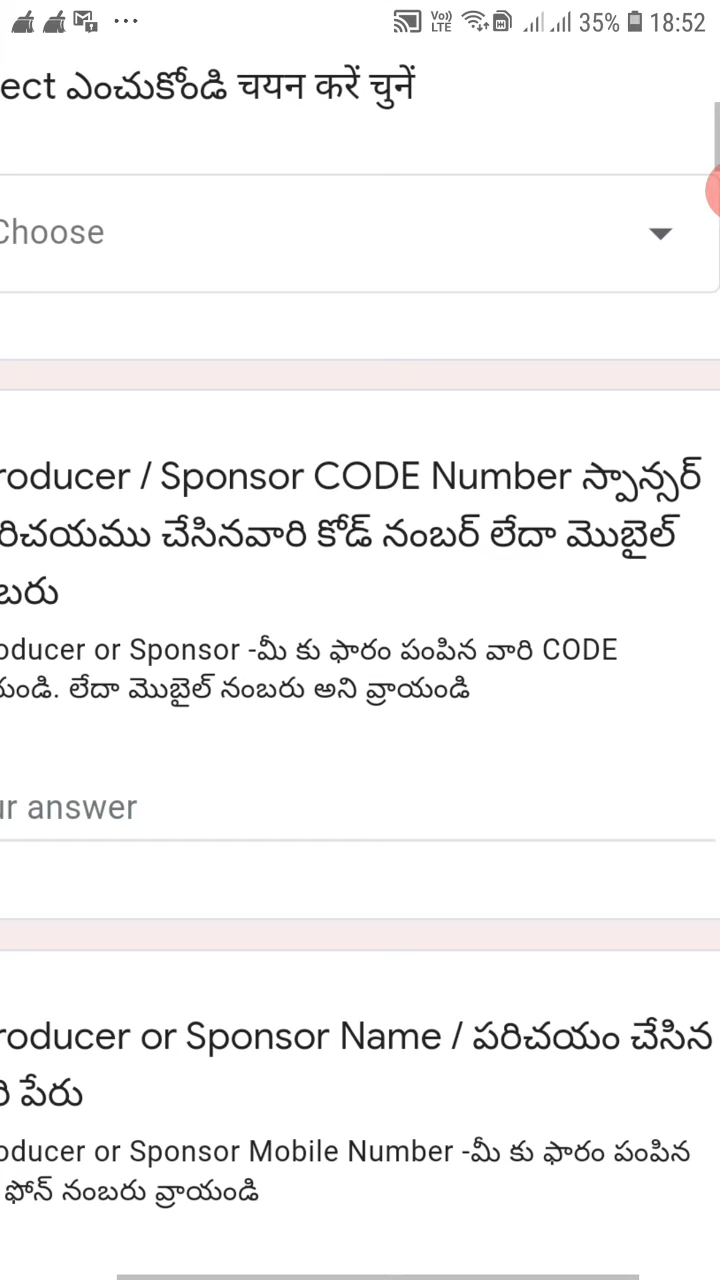 35% 18:52
ect ఎంచుకోండి चयन करें चुनें
Choose
roducer / Sponsor CODE Number స్పాన్సర్
రిచయము చేసినవారి కోడ్ నంబర్ లేదా మొబైల్
బరు
oducer or Sponsor -మీ కు ఫారం పంపిన వారి CODE
యండి. లేదా మొబైల్ నంబరు అని వ్రాయండి
ur answer
roducer or Sponsor Name / పరిచయం చేసిన
రి పేరు
oducer or Sponsor Mobile Number -మీ కు ఫారం పంపిన
ఫోన్ నంబరు వ్రాయండి